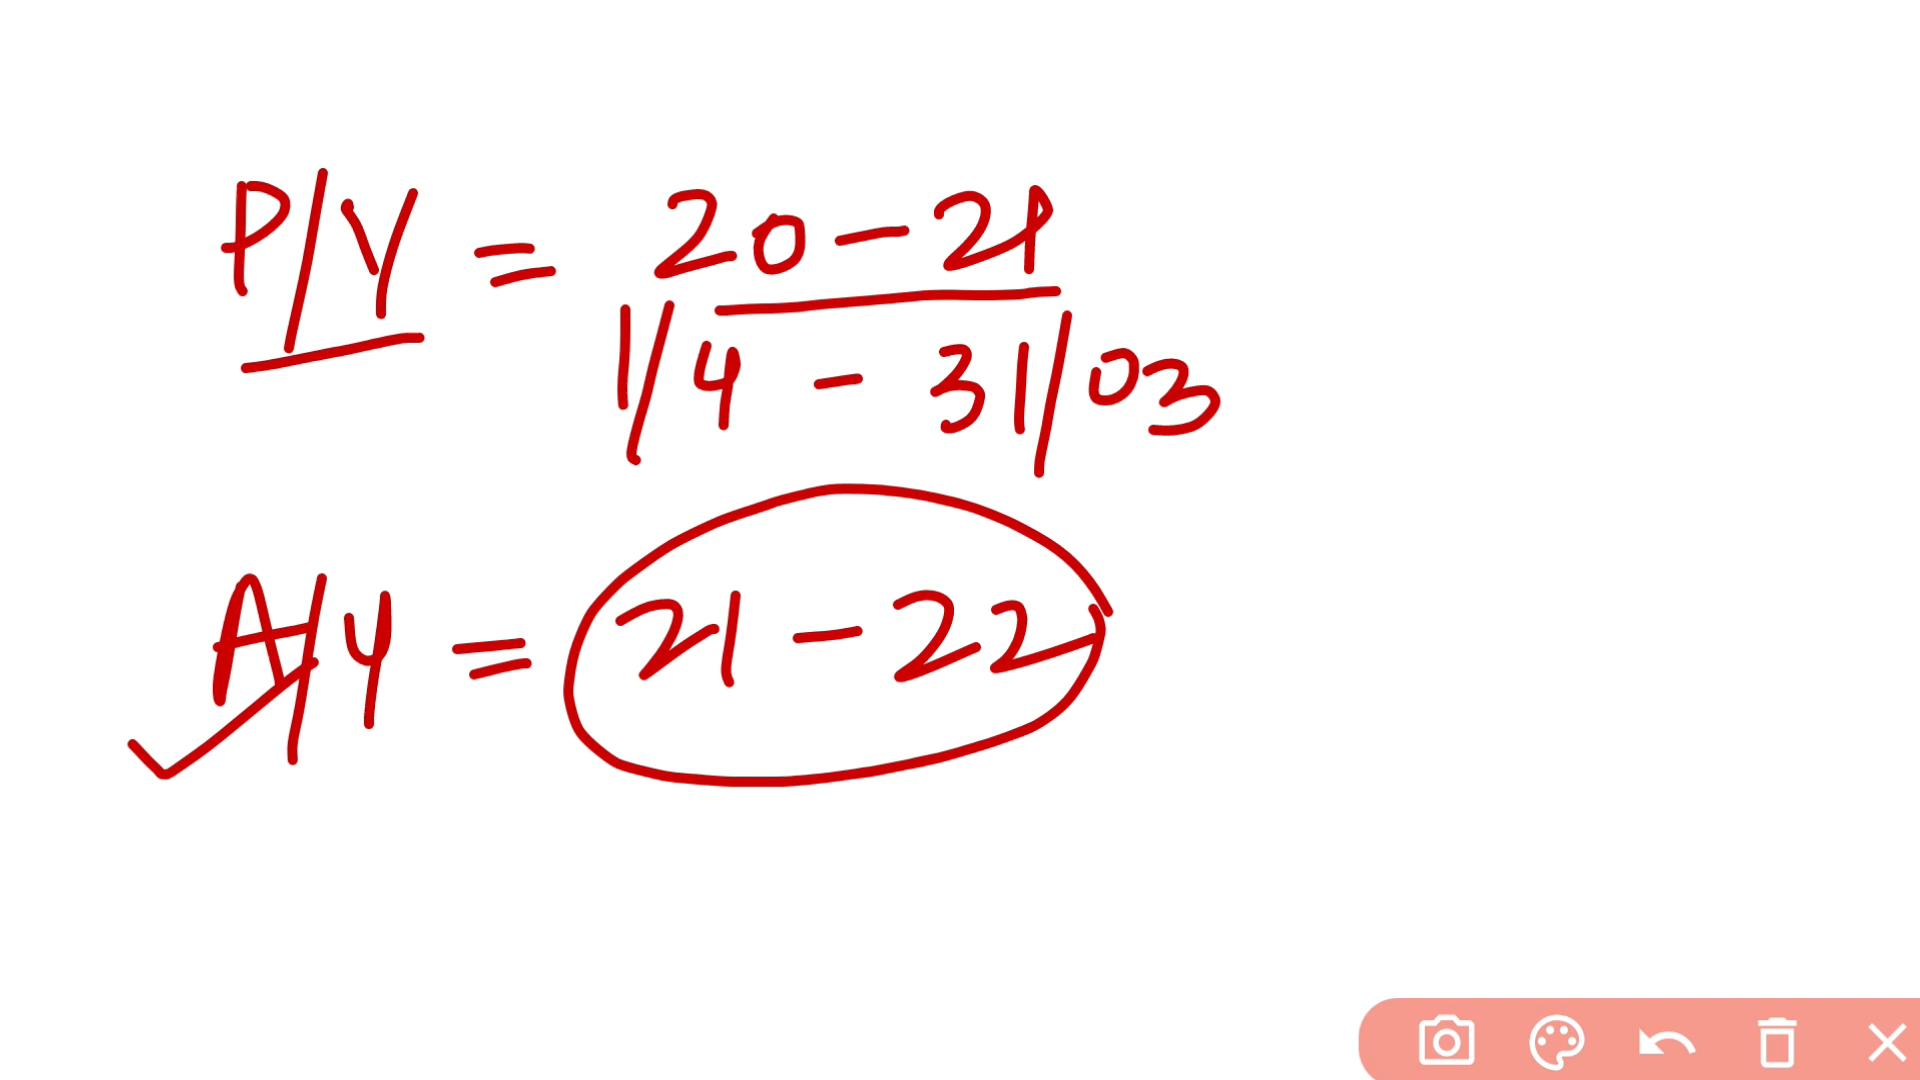 P/Y = 20-21
1/4 - 31/03
A/Y = 21-22